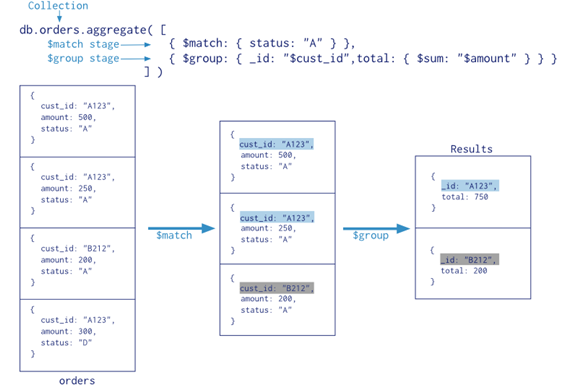 Collection
db.orders.aggregate( [
$match stage { $match: { status: "A" } },
$group stage { $group: { _id: "$cust_id",total: { $sum: "$amount" } } }
] )
{
cust_id: "A123",
amount: 500,
status: "A"
}
{
cust_id: "A123",
amount: 250,
status: "A"
}
{
cust_id: "B212",
amount: 200,
status: "A"
}
{
cust_id: "A123",
amount: 300,
status: "D"
}
orders
$match
{
cust_id: "A123",
amount: 500,
status: "A"
}
{
cust_id: "A123",
amount: 250,
status: "A"
}
{
cust_id: "B212",
amount: 200,
status: "A"
}
$group
Results
{
_id: "A123",
total: 750
}
{
_id: "B212",
total: 200
}